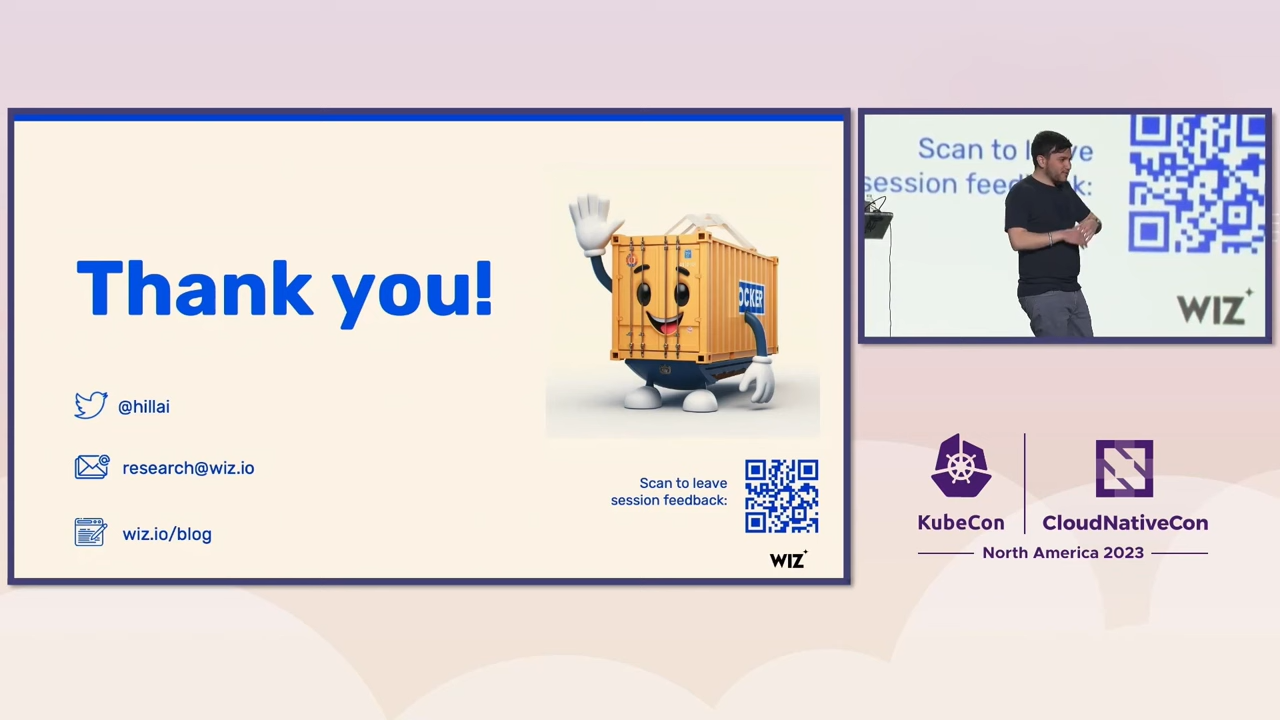 Thank you!
@hillai
research@wiz.io
wiz.io/blog
OCKER
Scan to leave
session feedback:
WIZ
Scan to l ve
session feed k:
WIZ
KubeCon
CloudNativeCon
North America 2023